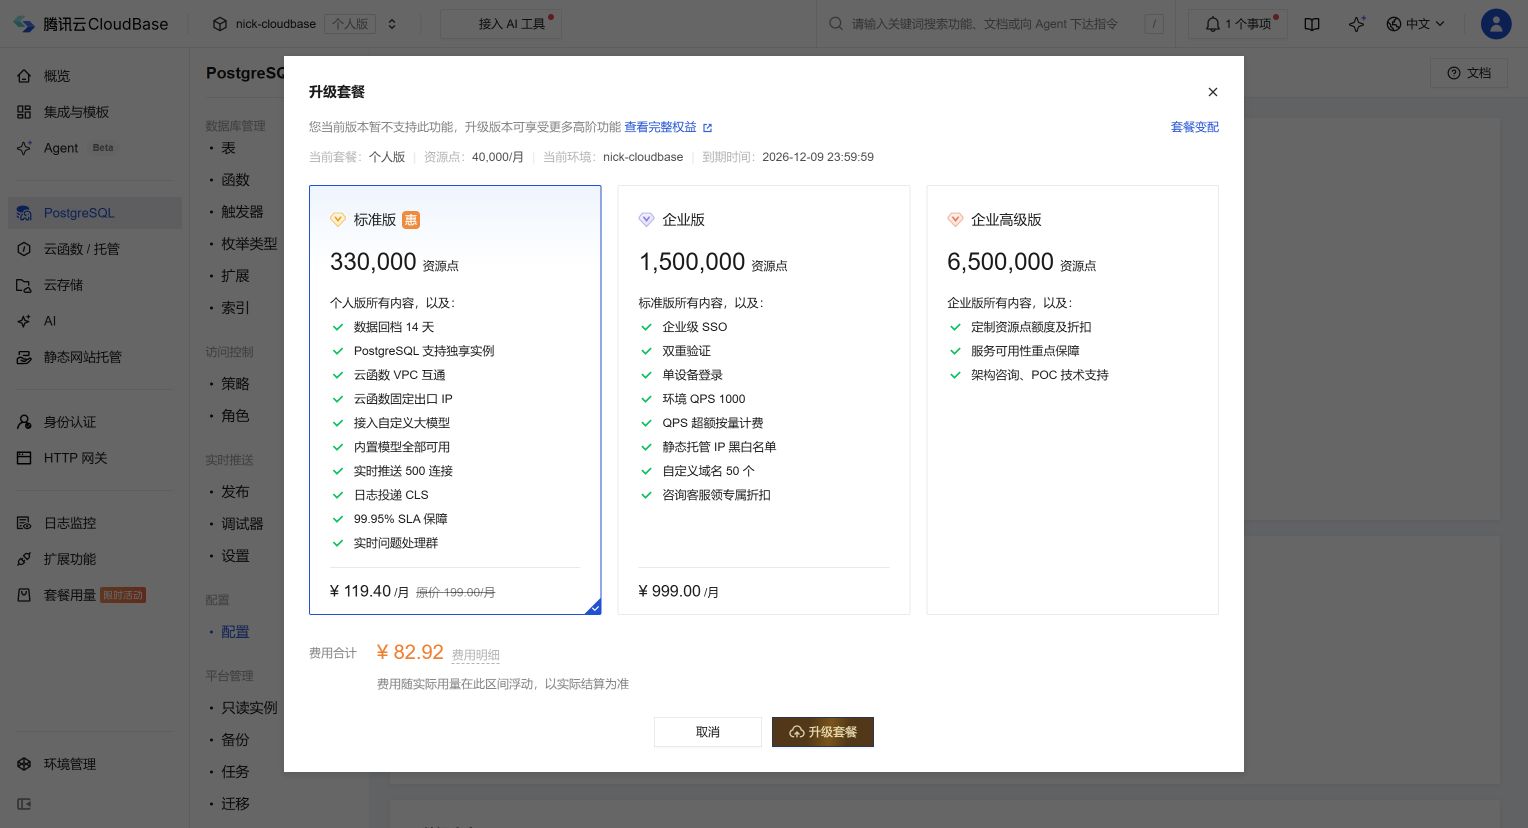 腾讯云CloudBase
nick-cloudbase 个人版
接入 AI 工具
请输入关键词搜索功能、文档或向 Agent 下达指令 /
1 个事项
中文
概览
集成与模板
Agent Beta
PostgreSQL
云函数 / 托管
云存储
AI
静态网站托管
身份认证
HTTP 网关
日志监控
扩展功能
套餐用量 限时活动
环境管理
PostgreSQ
文档
数据库管理
表
函数
触发器
枚举类型
扩展
索引
访问控制
策略
角色
实时推送
发布
调试器
设置
配置
配置
平台管理
只读实例
备份
任务
迁移
升级套餐
您当前版本暂不支持此功能，升级版本可享受更多高阶功能 查看完整权益
套餐变配
当前套餐： 个人版 | 资源点： 40,000/月 | 当前环境： nick-cloudbase | 到期时间： 2026-12-09 23:59:59
标准版 惠
330,000 资源点
个人版所有内容，以及：
数据回档 14 天
PostgreSQL 支持独享实例
云函数 VPC 互通
云函数固定出口 IP
接入自定义大模型
内置模型全部可用
实时推送 500 连接
日志投递 CLS
99.95% SLA 保障
实时问题处理群
¥ 119.40 /月 原价 199.00/月
企业版
1,500,000 资源点
标准版所有内容，以及：
企业级 SSO
双重验证
单设备登录
环境 QPS 1000
QPS 超额按量计费
静态托管 IP 黑白名单
自定义域名 50 个
咨询客服领专属折扣
¥ 999.00 /月
企业高级版
6,500,000 资源点
企业版所有内容，以及：
定制资源点额度及折扣
服务可用性重点保障
架构咨询、POC 技术支持
费用合计 ¥ 82.92 费用明细
费用随实际用量在此区间浮动，以实际结算为准
取消
升级套餐